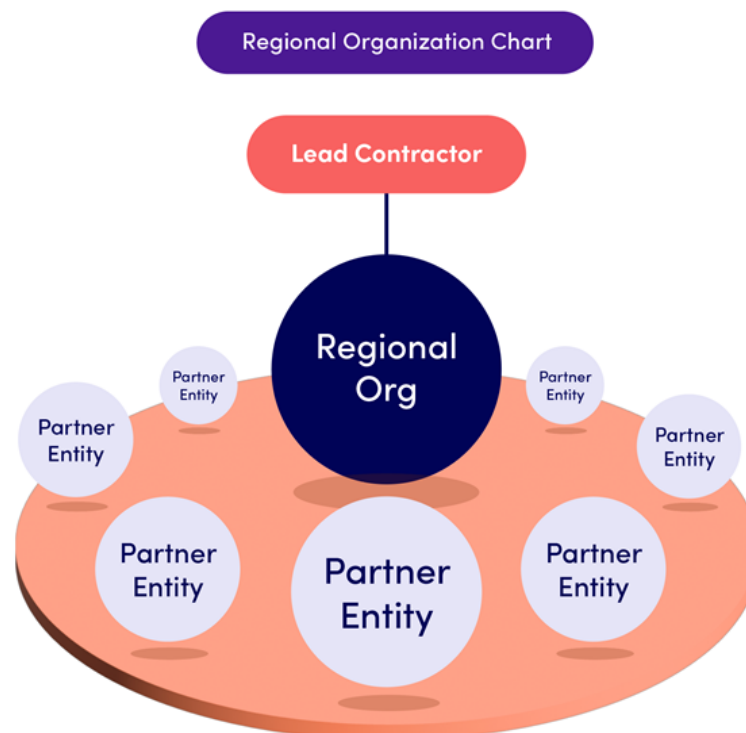 Regional Organization Chart
Lead Contractor
Regional
Org
Partner
Entity
Partner
Entity
Partner
Entity
Partner
Entity
Partner
Entity
Partner
Entity
Partner
Entity